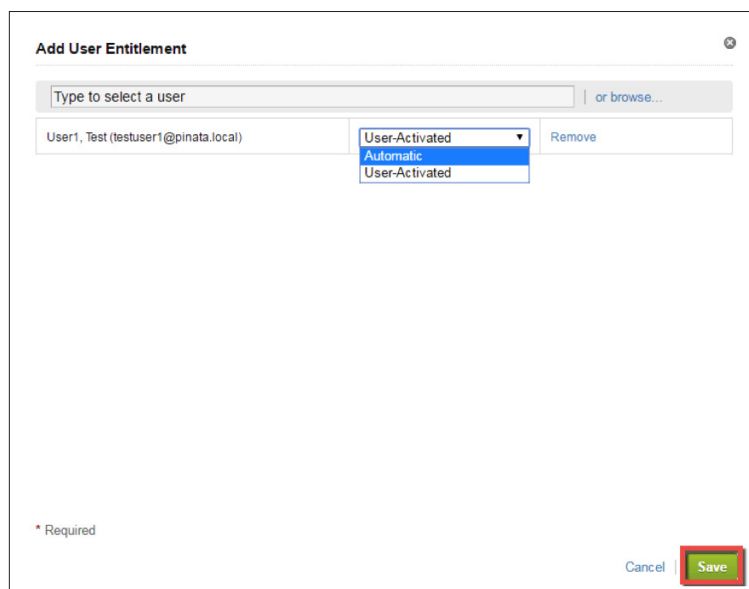 Add User Entitlement
Type to select a user | or browse...
User1, Test (testuser1@pinata.local) User-Activated Remove
Automatic
User-Activated
* Required
Cancel | Save